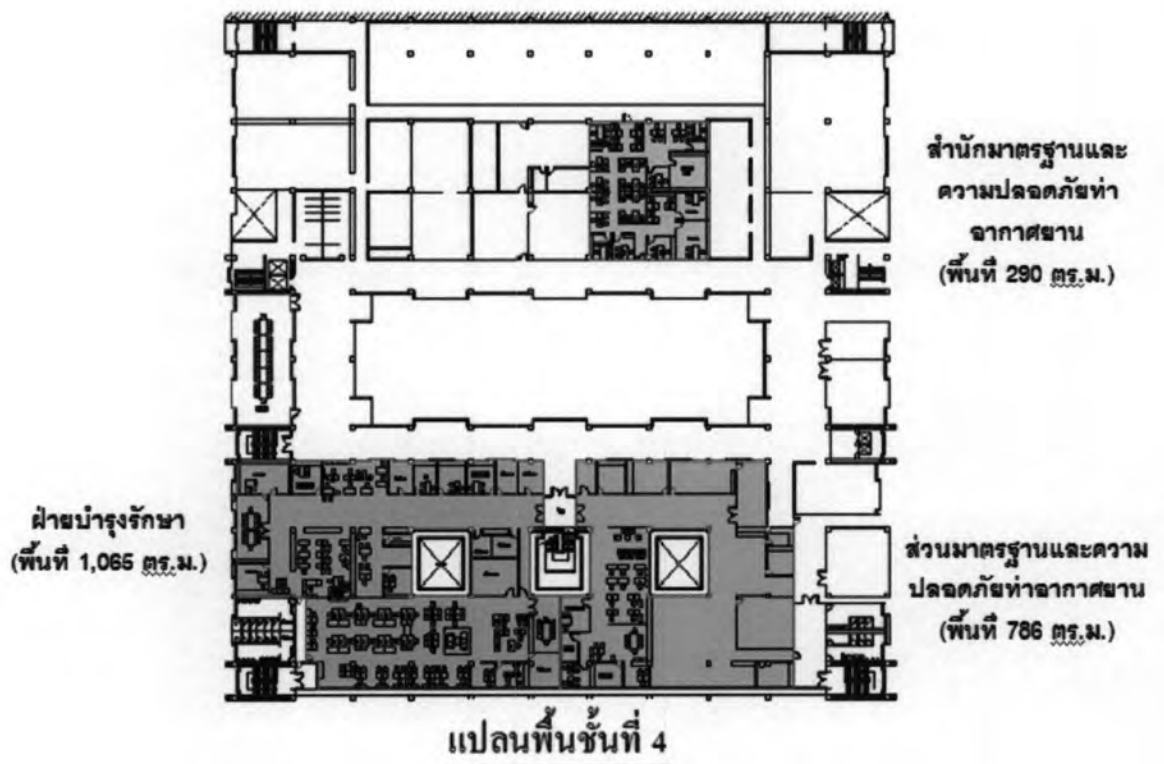 สำนักมาตรฐานและ
ความปลอดภัยท่า
อากาศยาน
(พื้นที่ 290 ตร.ม.)
ฝ่ายบำรุงรักษา
(พื้นที่ 1,065 ตร.ม.)
ส่วนมาตรฐานและความ
ปลอดภัยท่าอากาศยาน
(พื้นที่ 786 ตร.ม.)
แปลนพื้นชั้นที่ 4